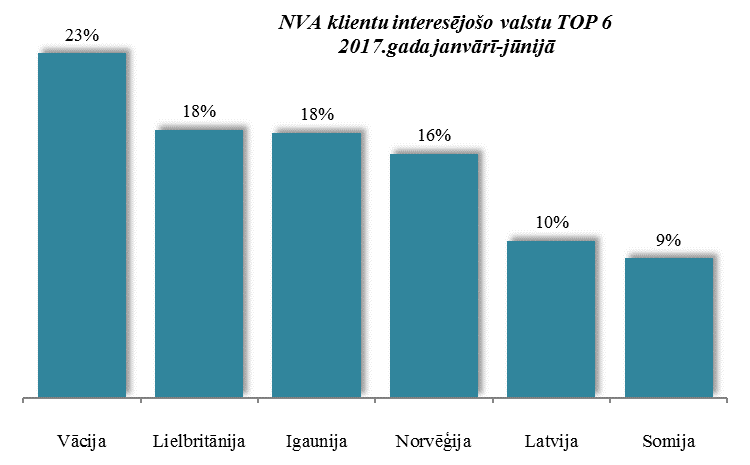 NVA klientu interesējošo valstu TOP 6
2017.gada janvārī-jūnijā
23%
18%
18%
16%
10%
9%
Vācija
Lielbritānija
Igaunija
Norvēģija
Latvija
Somija